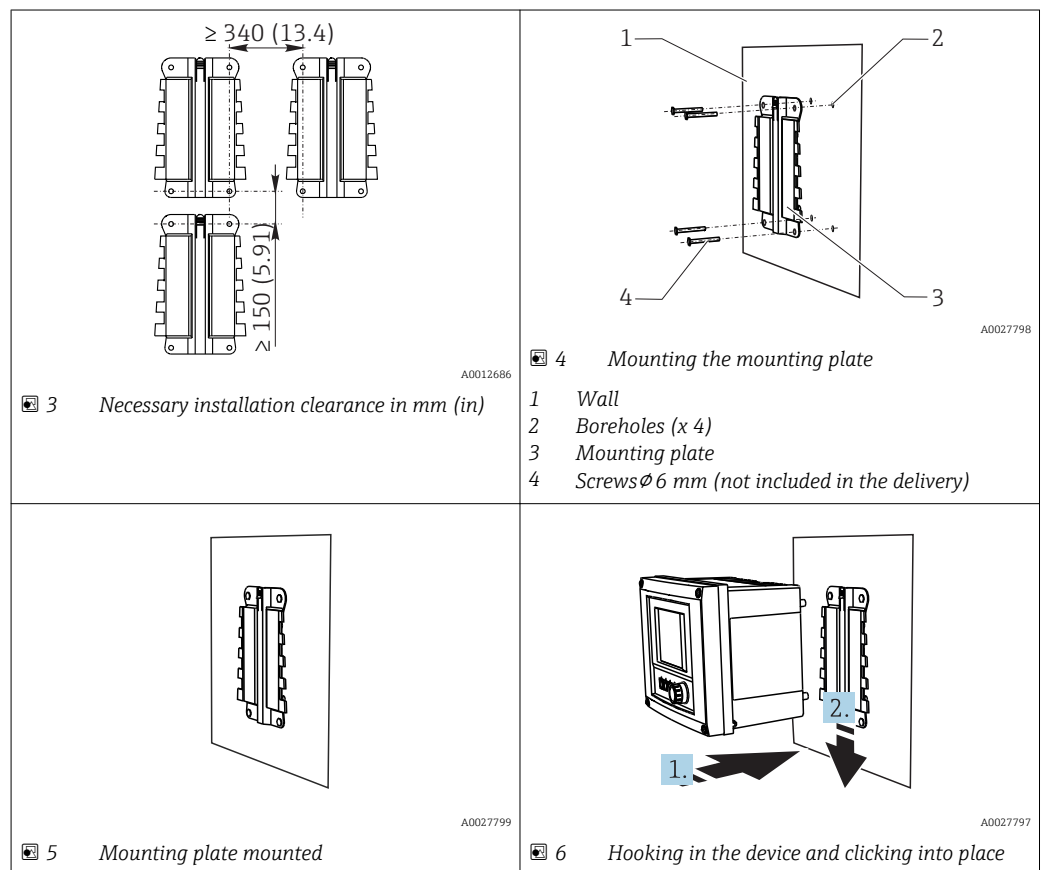 ≥ 340 (13.4)
≥ 150 (5.91)
A0012686
3 Necessary installation clearance in mm (in)
1
2
4
3
A0027798
4 Mounting the mounting plate
1 Wall
2 Boreholes (x 4)
3 Mounting plate
4 Screws Ø 6 mm (not included in the delivery)
A0027799
5 Mounting plate mounted
2.
1.
A0027797
6 Hooking in the device and clicking into place